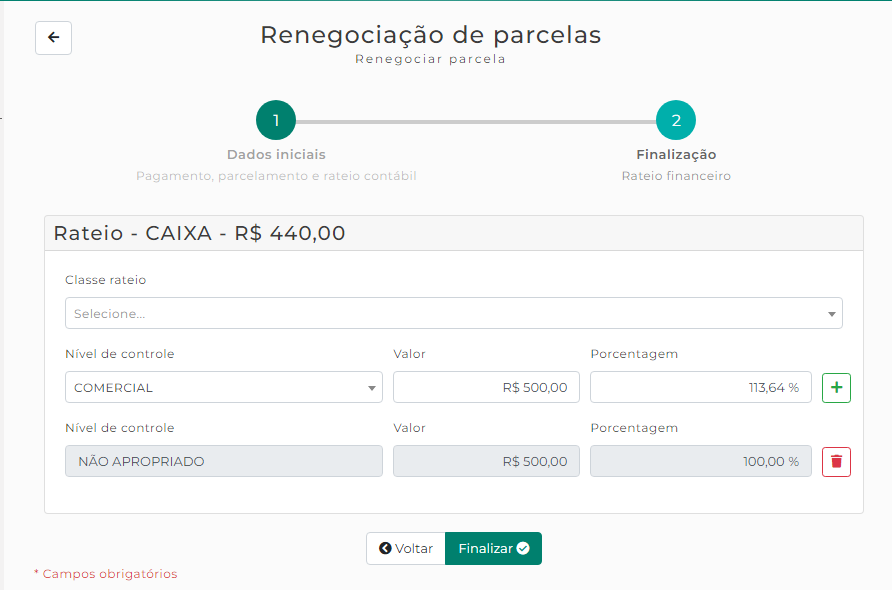 Renegociação de parcelas
Renegociar parcela
1
2
Dados iniciais
Finalização
Pagamento, parcelamento e rateio contábil
Rateio financeiro
Rateio - CAIXA - R$ 440,00
Classe rateio
Selecione...
Nível de controle Valor Porcentagem
COMERCIAL R$ 500,00 113,64 %
Nível de controle Valor Porcentagem
NÃO APROPRIADO R$ 500,00 100,00 %
Voltar Finalizar
* Campos obrigatórios